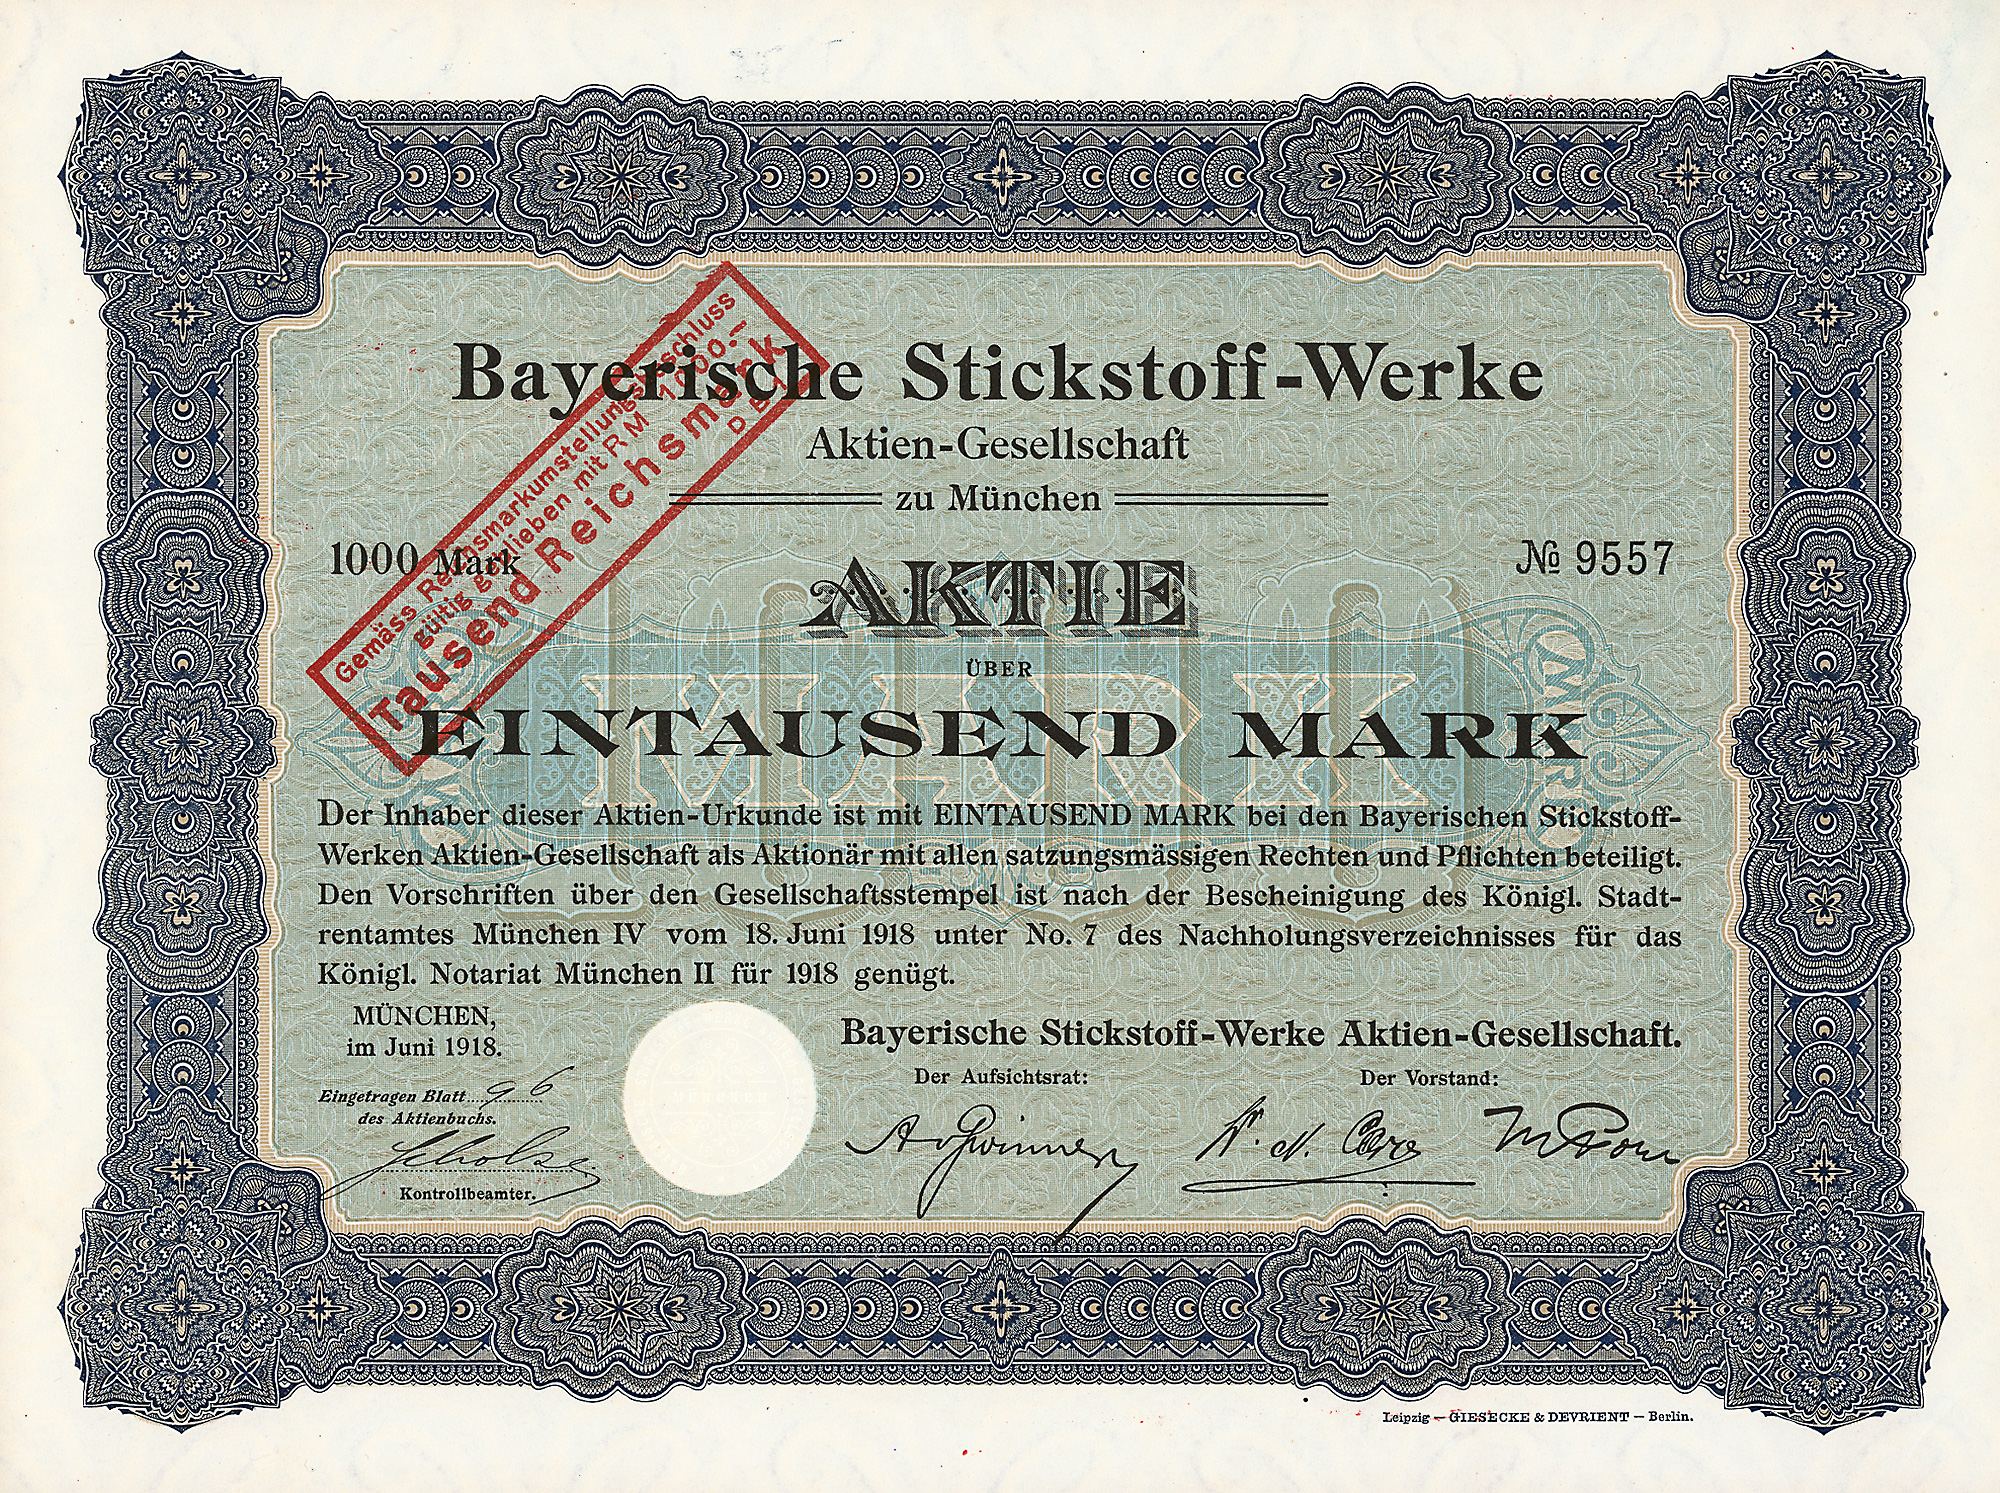 Bayerische Stickstoff-Werke
Aktien-Gesellschaft
zu München
Gemäss Reichsmarkumstellungsbeschluss
gültig geblieben mit RM 1000.–
Tausend Reichsmark
1000 Mark
№ 9557
AKTIE
ÜBER
MARK
EINTAUSEND MARK
Der Inhaber dieser Aktien-Urkunde ist mit EINTAUSEND MARK bei den Bayerischen Stickstoff-
Werken Aktien-Gesellschaft als Aktionär mit allen satzungsmässigen Rechten und Pflichten beteiligt.
Den Vorschriften über den Gesellschaftsstempel ist nach der Bescheinigung des Königl. Stadt-
rentamtes München IV vom 18. Juni 1918 unter No. 7 des Nachholungsverzeichnisses für das
Königl. Notariat München II für 1918 genügt.
MÜNCHEN,
im Juni 1918.
Bayerische Stickstoff-Werke Aktien-Gesellschaft.
Der Aufsichtsrat:
Der Vorstand:
Eingetragen Blatt 96
des Aktienbuchs.
Kontrollbeamter.
Leipzig – GIESECKE & DEVRIENT – Berlin.